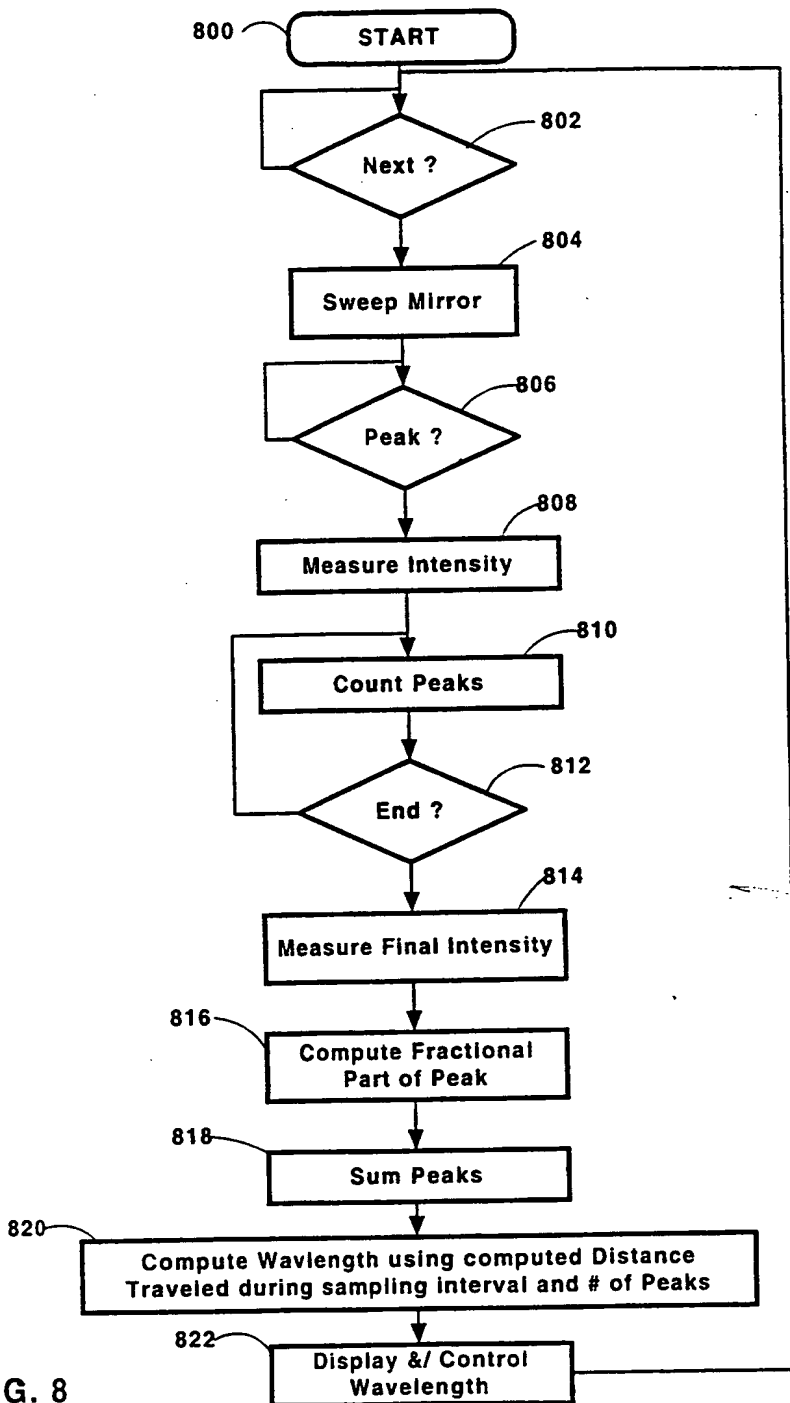 800
START
802
Next ?
804
Sweep Mirror
806
Peak ?
808
Measure Intensity
810
Count Peaks
812
End ?
814
Measure Final Intensity
816
Compute Fractional
Part of Peak
818
Sum Peaks
820
Compute Wavlength using computed Distance
Traveled during sampling interval and # of Peaks
822
Display &/ Control
Wavelength
G. 8